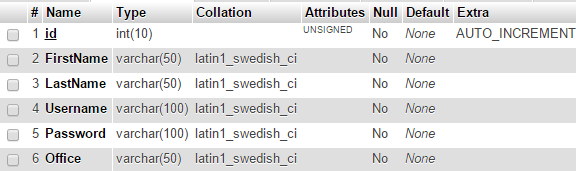 # Name Type Collation Attributes Null Default Extra
1 id int(10) UNSIGNED No None AUTO_INCREMENT
2 FirstName varchar(50) latin1_swedish_ci No None
3 LastName varchar(50) latin1_swedish_ci No None
4 Username varchar(100) latin1_swedish_ci No None
5 Password varchar(100) latin1_swedish_ci No None
6 Office varchar(50) latin1_swedish_ci No None